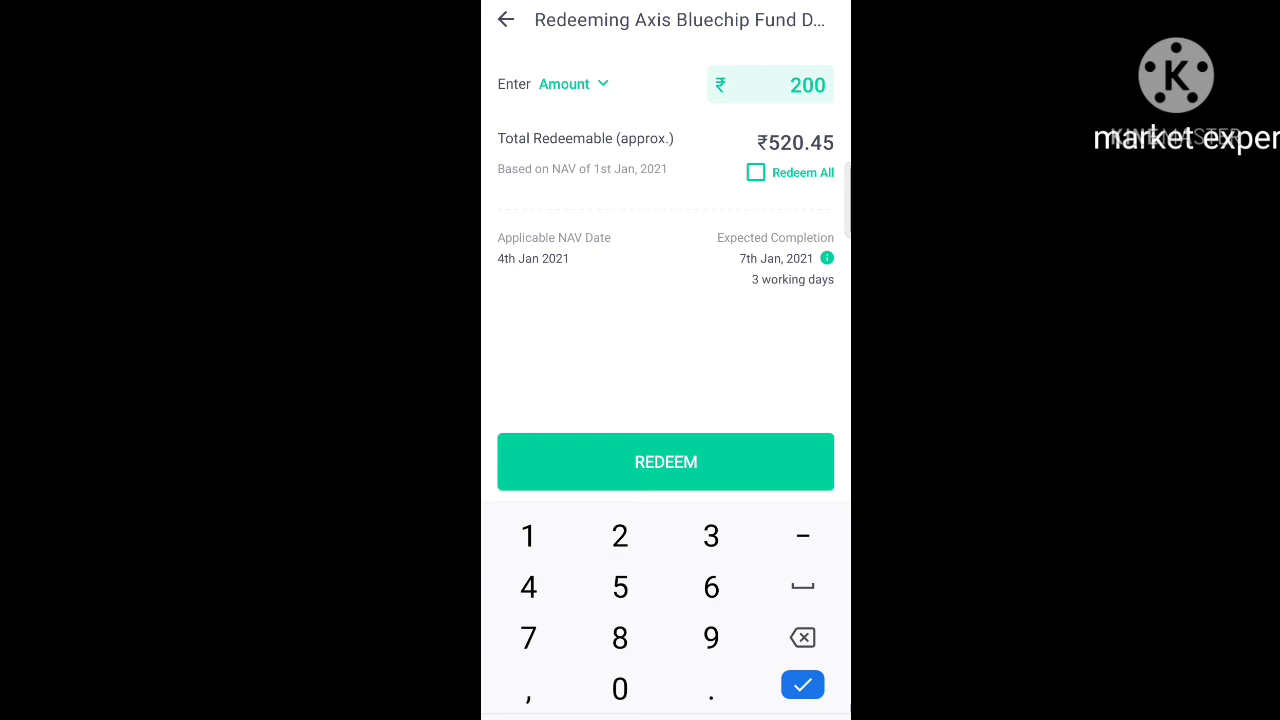 Redeeming Axis Bluechip Fund D...
Enter Amount
₹ 200
Total Redeemable (approx.)
₹520.45
Based on NAV of 1st Jan, 2021
Redeem All
Applicable NAV Date
Expected Completion
4th Jan 2021
7th Jan, 2021
3 working days
REDEEM
1 2 3 -
4 5 6
7 8 9
, 0 .
K
KINEMASTER
market exper